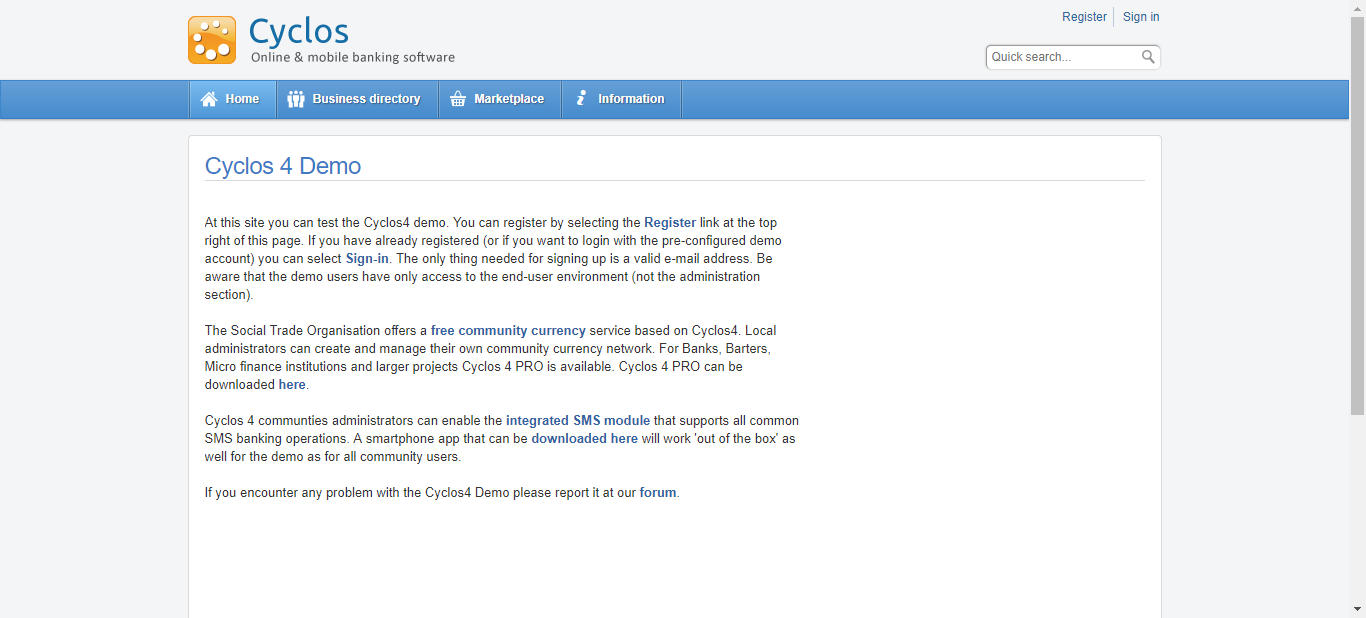 Cyclos
Online & mobile banking software
Register
Sign in
Quick search...
Home
Business directory
Marketplace
Information
Cyclos 4 Demo
At this site you can test the Cyclos4 demo. You can register by selecting the Register link at the top
right of this page. If you have already registered (or if you want to login with the pre-configured demo
account) you can select Sign-in. The only thing needed for signing up is a valid e-mail address. Be
aware that the demo users have only access to the end-user environment (not the administration
section).
The Social Trade Organisation offers a free community currency service based on Cyclos4. Local
administrators can create and manage their own community currency network. For Banks, Barters,
Micro finance institutions and larger projects Cyclos 4 PRO is available. Cyclos 4 PRO can be
downloaded here.
Cyclos 4 communties administrators can enable the integrated SMS module that supports all common
SMS banking operations. A smartphone app that can be downloaded here will work 'out of the box' as
well for the demo as for all community users.
If you encounter any problem with the Cyclos4 Demo please report it at our forum.